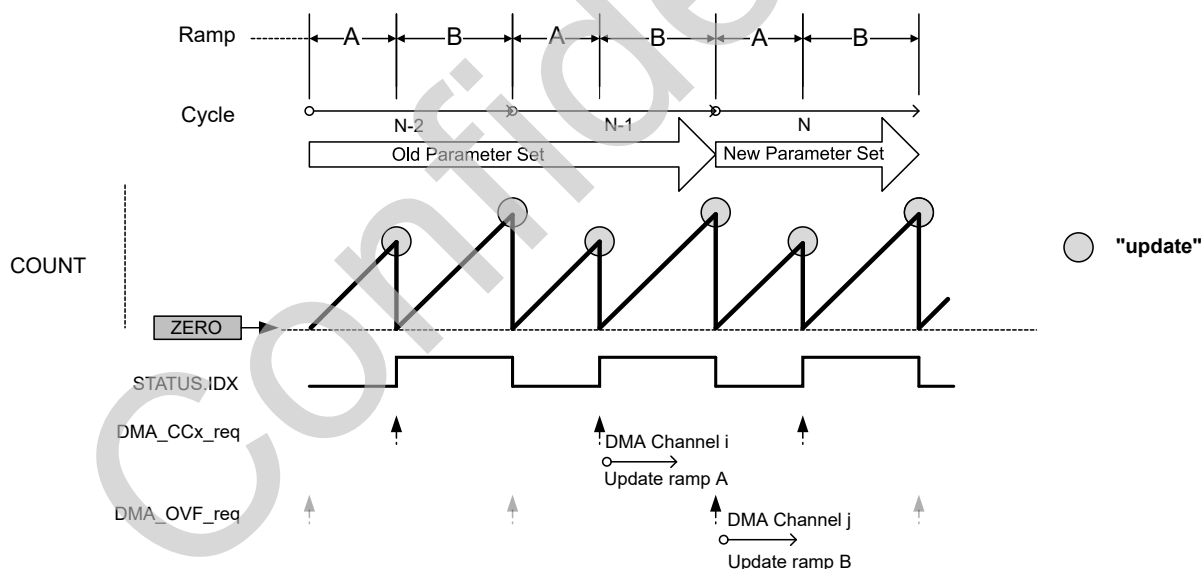 Ramp A B A B A B
Cycle N-2 N-1 N
Old Parameter Set New Parameter Set
"update"
COUNT
ZERO
STATUS.IDX
DMA_CCx_req
DMA Channel i
Update ramp A
DMA_OVF_req
DMA Channel j
Update ramp B
Confide